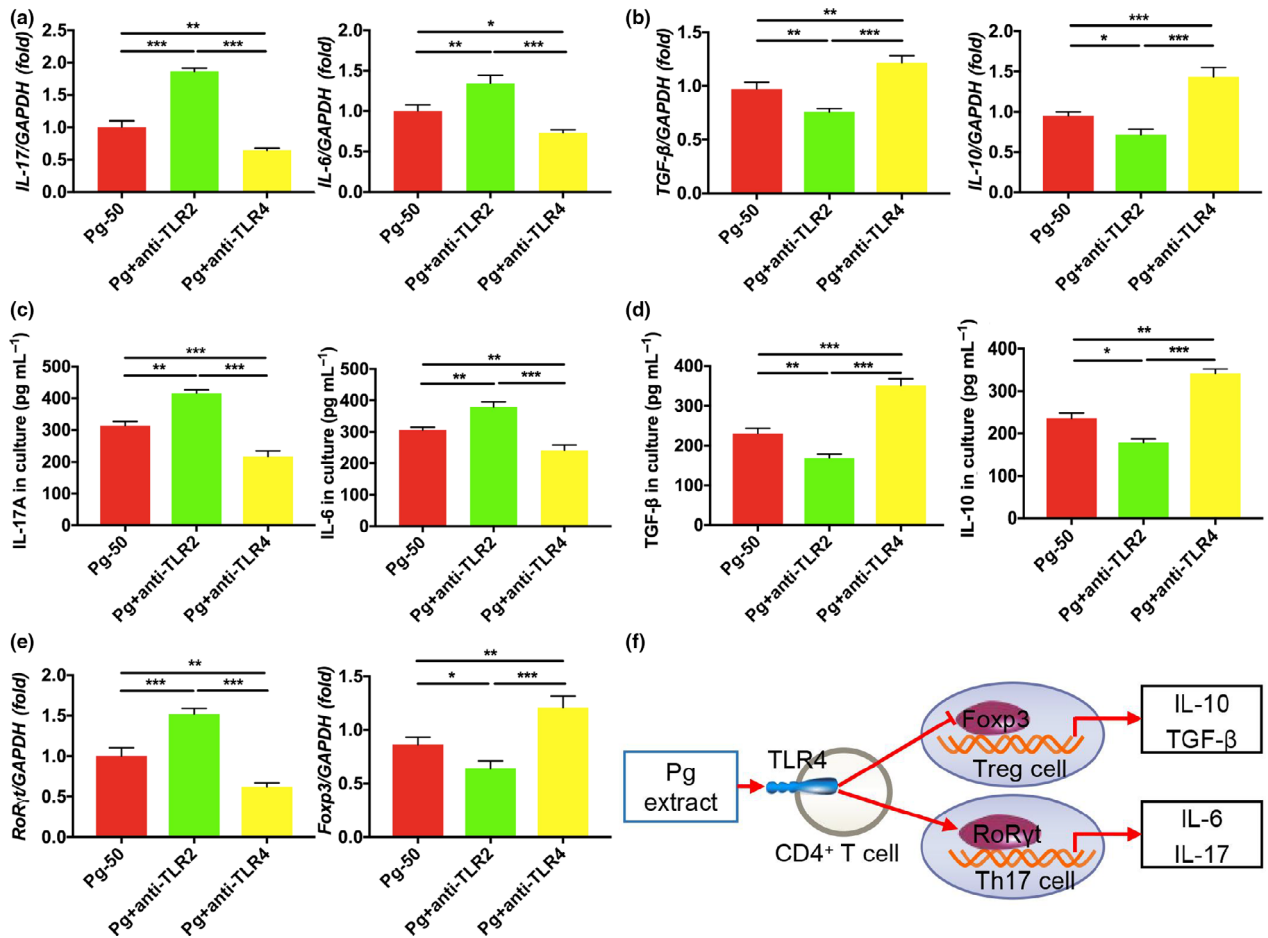 (a)
IL-17/GAPDH (fold)
2.5
2.0
1.5
1.0
0.5
0.0
**
***
***
Pg-50
Pg+anti-TLR2
Pg+anti-TLR4
IL-6/GAPDH (fold)
2.0
1.5
1.0
0.5
0.0
*
**
***
Pg-50
Pg+anti-TLR2
Pg+anti-TLR4
(b)
TGF-β/GAPDH (fold)
1.5
1.0
0.5
0.0
**
**
***
Pg-50
Pg+anti-TLR2
Pg+anti-TLR4
IL-10/GAPDH (fold)
2.0
1.5
1.0
0.5
0.0
***
*
***
Pg-50
Pg+anti-TLR2
Pg+anti-TLR4
(c)
IL-17A in culture (pg mL⁻¹)
500
400
300
200
100
0
***
**
***
Pg-50
Pg+anti-TLR2
Pg+anti-TLR4
IL-6 in culture (pg mL⁻¹)
500
400
300
200
100
0
**
**
***
Pg-50
Pg+anti-TLR2
Pg+anti-TLR4
(d)
TGF-β in culture (pg mL⁻¹)
400
300
200
100
0
***
**
***
Pg-50
Pg+anti-TLR2
Pg+anti-TLR4
IL-10 in culture (pg mL⁻¹)
400
300
200
100
0
**
*
***
Pg-50
Pg+anti-TLR2
Pg+anti-TLR4
(e)
RoRγt/GAPDH (fold)
2.0
1.5
1.0
0.5
0.0
**
***
***
Pg-50
Pg+anti-TLR2
Pg+anti-TLR4
Foxp3/GAPDH (fold)
1.5
1.0
0.5
0.0
**
*
***
Pg-50
Pg+anti-TLR2
Pg+anti-TLR4
(f)
Pg
extract
TLR4
CD4⁺ T cell
Foxp3
Treg cell
IL-10
TGF-β
RoRγt
Th17 cell
IL-6
IL-17